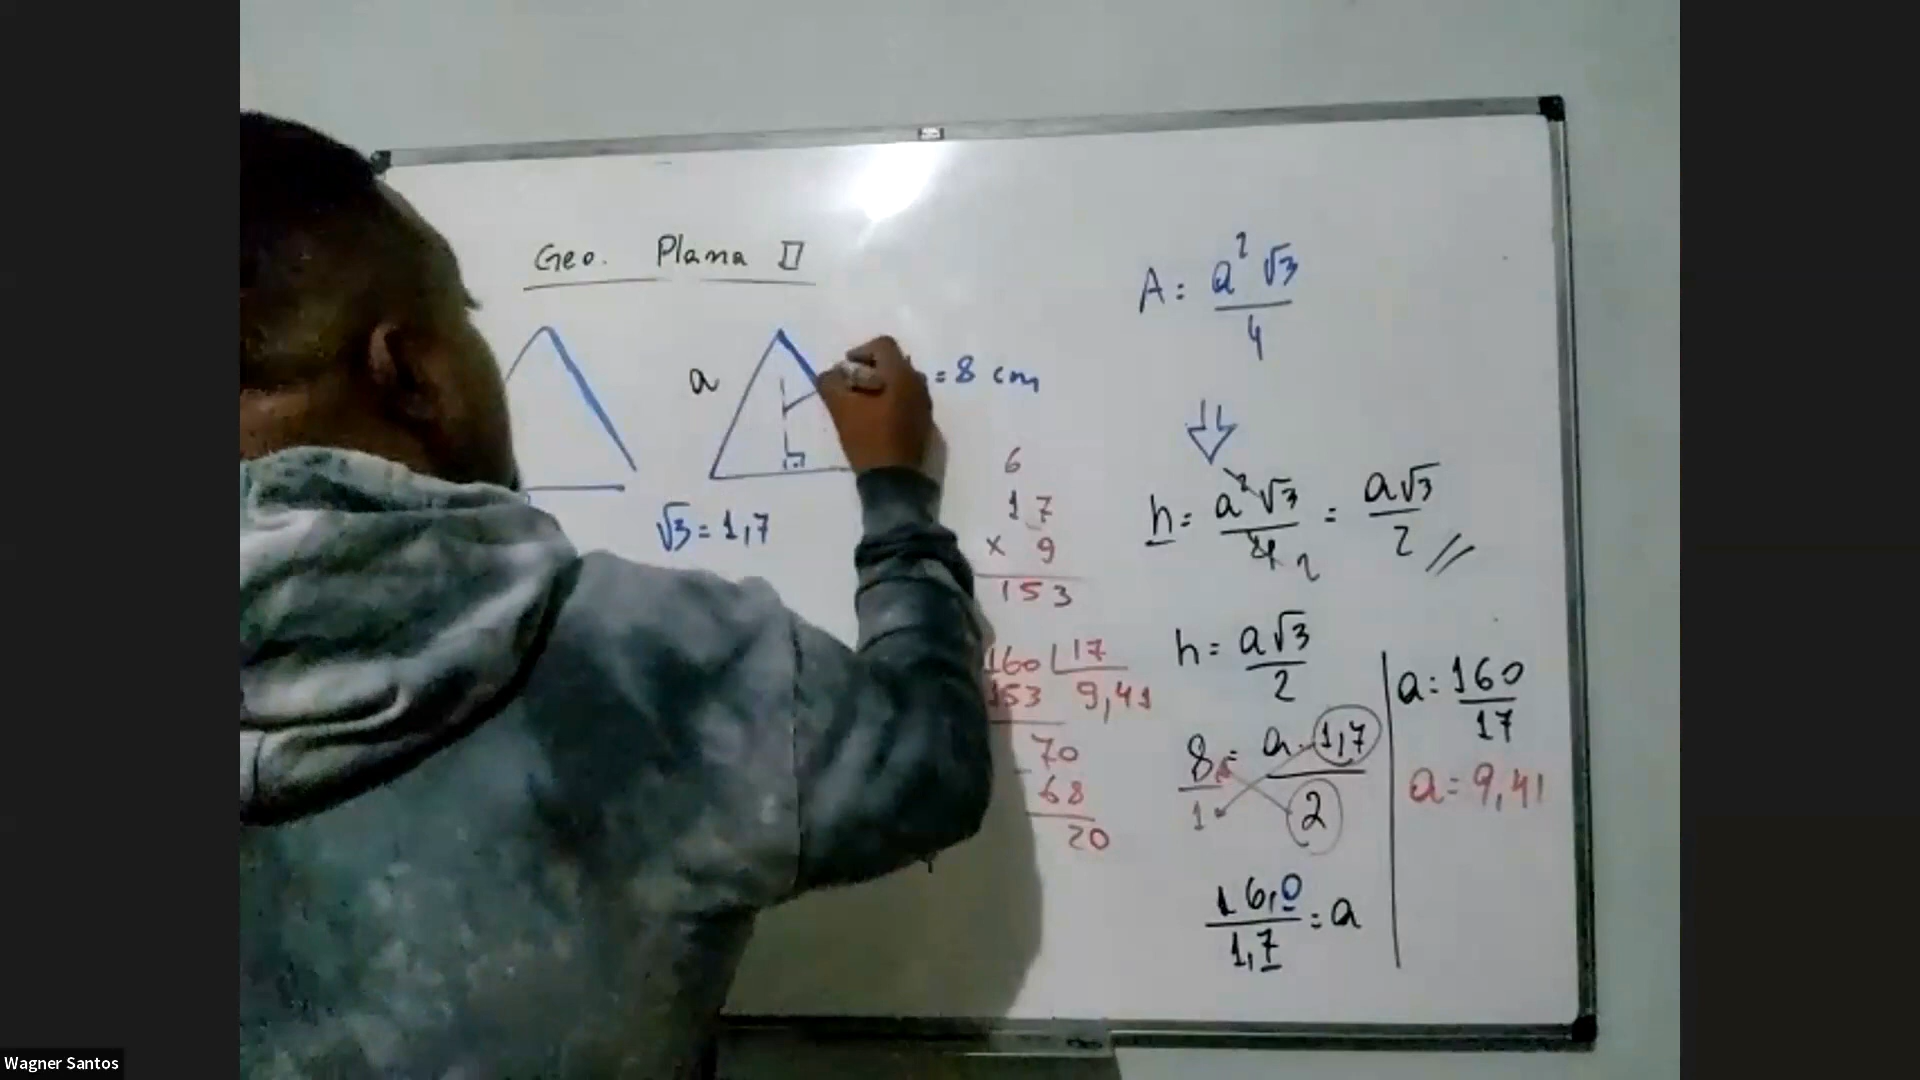 Geo. Plana II
a
= 8 cm
√3 = 1,7
6
17
x 9
153
160 | 17
153 9,41
70
68
20
A = a² √3 / 4
h = a² √3 / 4 2 = a√3 / 2 //
h = a√3 / 2
8 / 1 = a . 1,7 / 2
16,0 / 1,7 = a
a = 160 / 17
a = 9,41
Wagner Santos